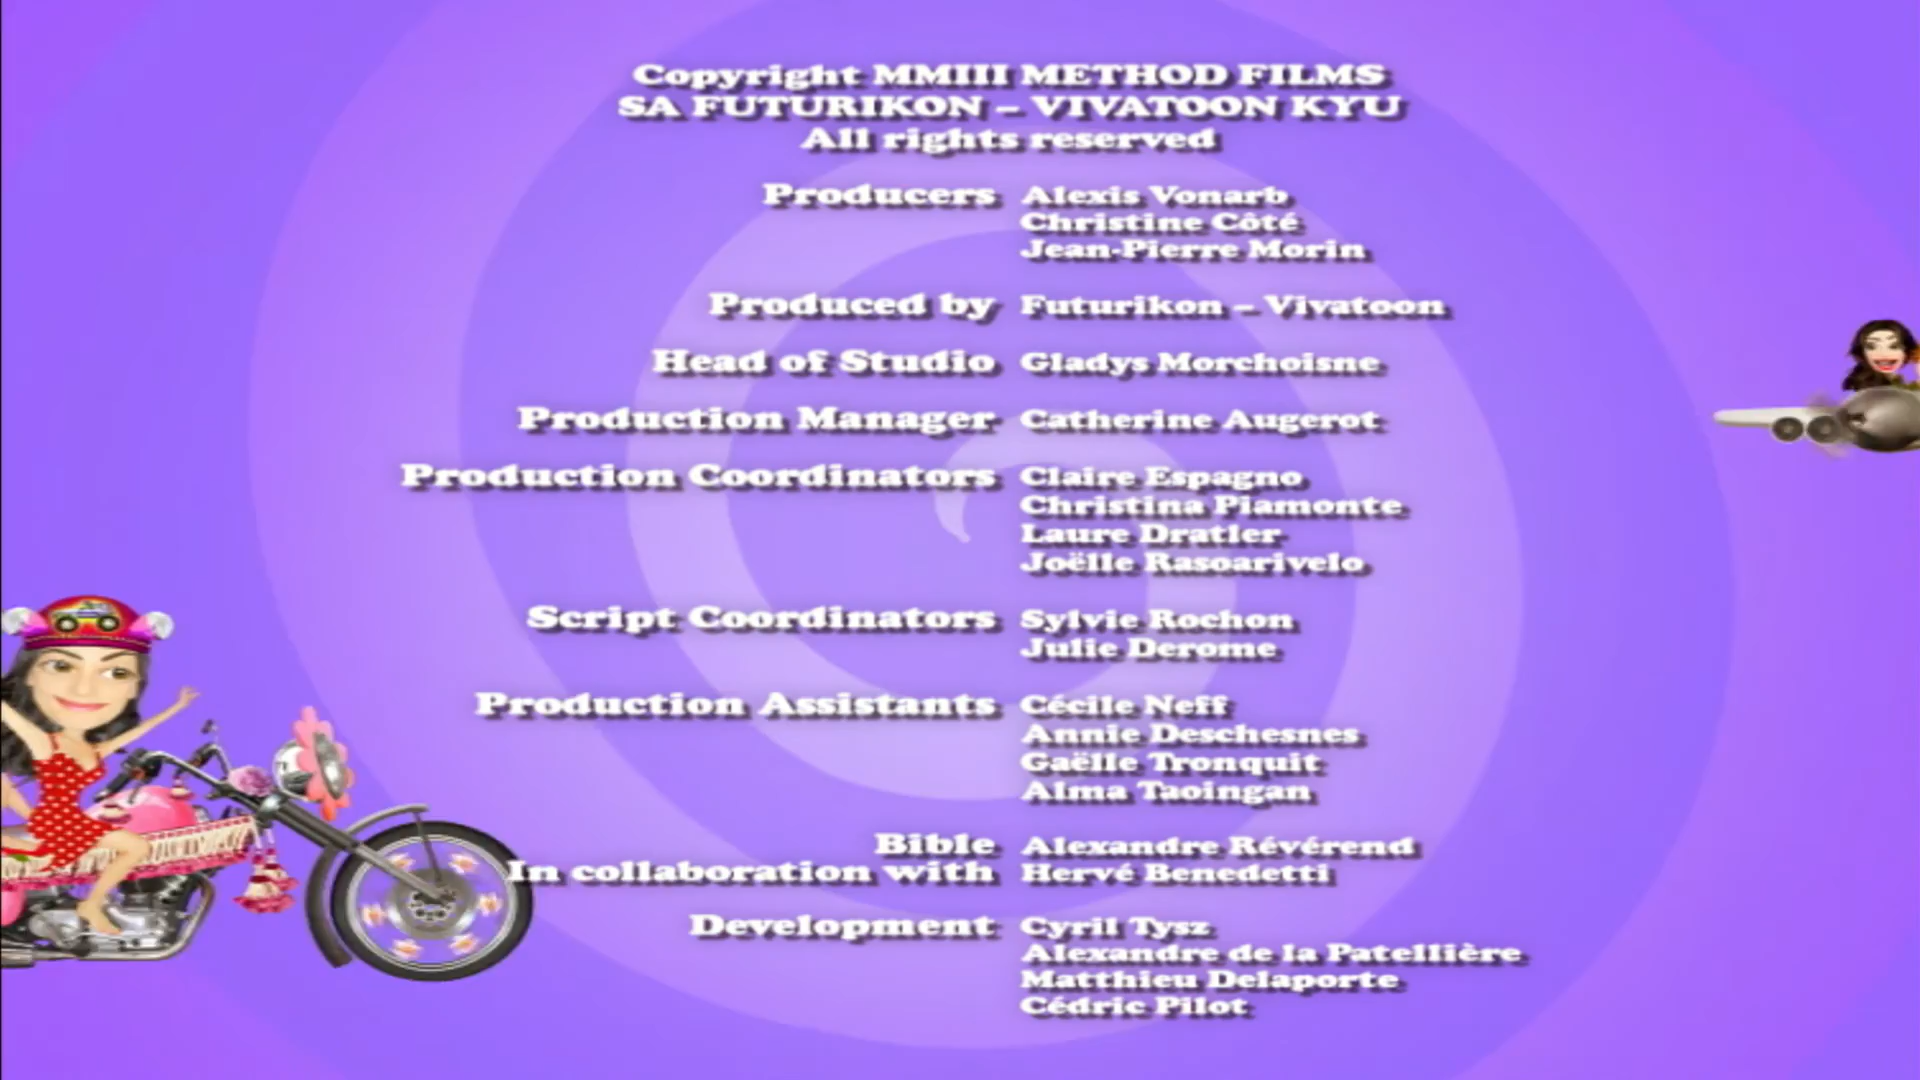 Copyright MMIII METHOD FILMS
SA FUTURIKON – VIVATOON KYU
All rights reserved
Producers Alexis Vonarb
Christine Côté
Jean-Pierre Morin
Produced by Futurikon – Vivatoon
Head of Studio Gladys Morchoisne
Production Manager Catherine Augerot
Production Coordinators Claire Espagno
Christina Piamonte
Laure Dratler
Joëlle Rasoarivelo
Script Coordinators Sylvie Rochon
Julie Derome
Production Assistants Cécile Neff
Annie Deschesnes
Gaëlle Tronquit
Alma Taoingan
Bible Alexandre Révérend
In collaboration with Hervé Benedetti
Development Cyril Tysz
Alexandre de la Patellière
Matthieu Delaporte
Cédric Pilot